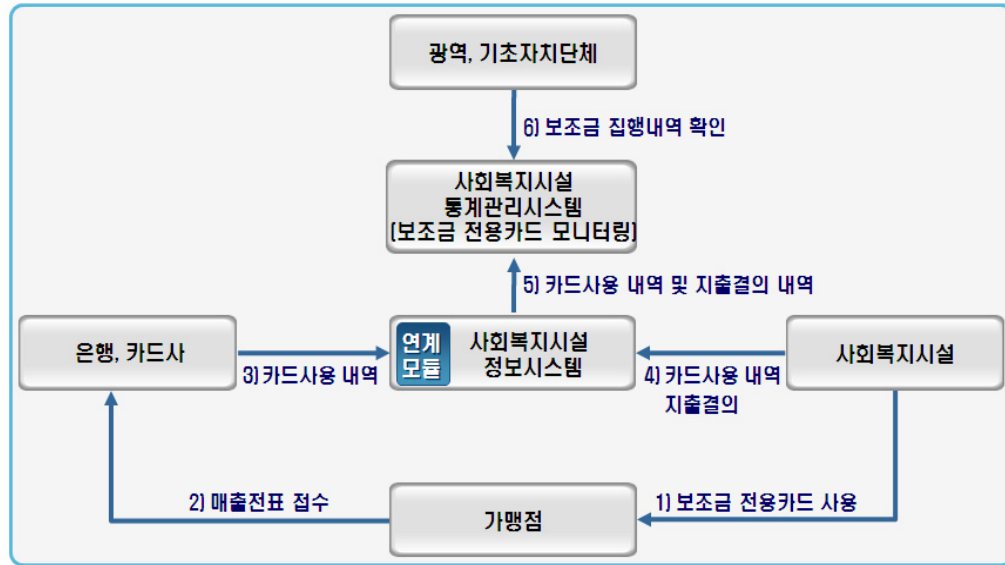 광역, 기초자치단체
6) 보조금 집행내역 확인
사회복지시설
통계관리시스템
[보조금 전용카드 모니터링]
5) 카드사용 내역 및 지출결의 내역
은행, 카드사
연계
모듈
사회복지시설
정보시스템
사회복지시설
3) 카드사용 내역
4) 카드사용 내역
지출결의
2) 매출전표 접수
가맹점
1) 보조금 전용카드 사용